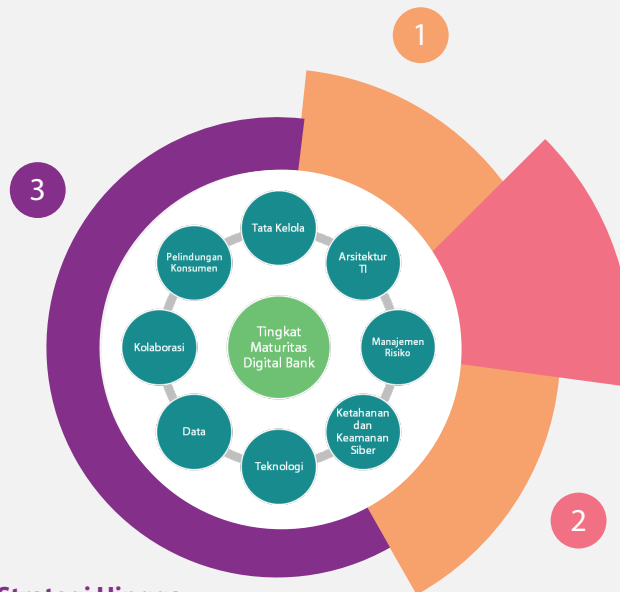 1
3
Tata Kelola
Pelindungan
Konsumen
Arsitektur
TI
Kolaborasi
Tingkat
Maturitas
Digital Bank
Manajemen
Risiko
Data
Ketahanan
dan
Keamanan
Siber
Teknologi
2